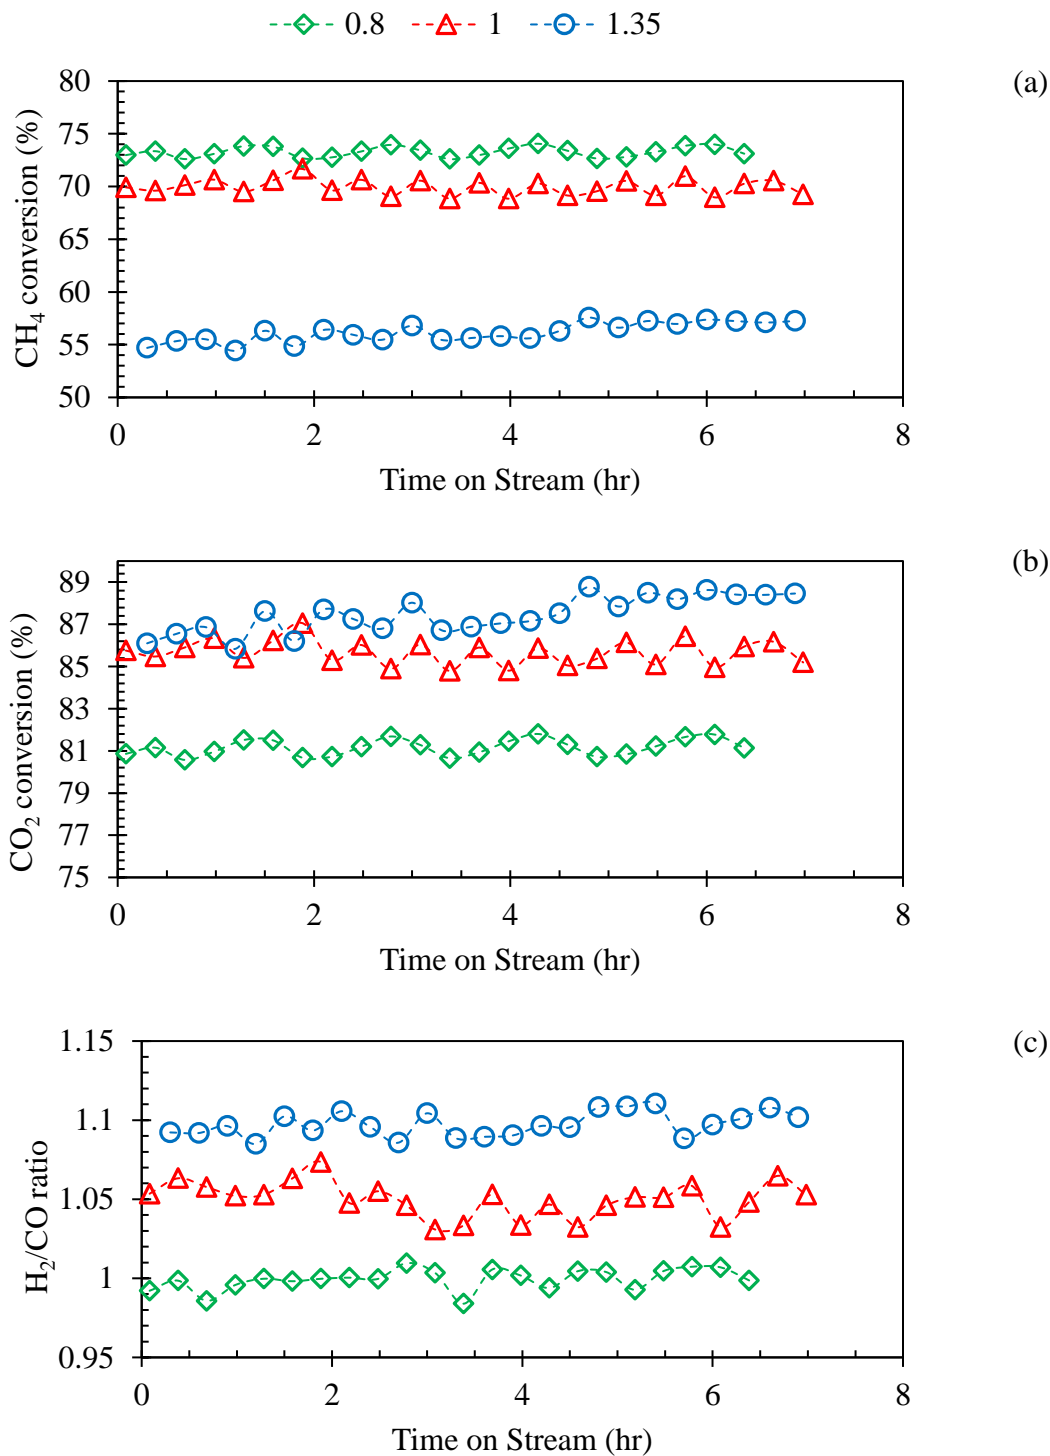 0.8 1 1.35
(a)
80
75
70
65
60
55
50
CH₄ conversion (%)
0 2 4 6 8
Time on Stream (hr)
(b)
89
87
85
83
81
79
77
75
CO₂ conversion (%)
0 2 4 6 8
Time on Stream (hr)
(c)
1.15
1.1
1.05
1
0.95
H₂/CO ratio
0 2 4 6 8
Time on Stream (hr)